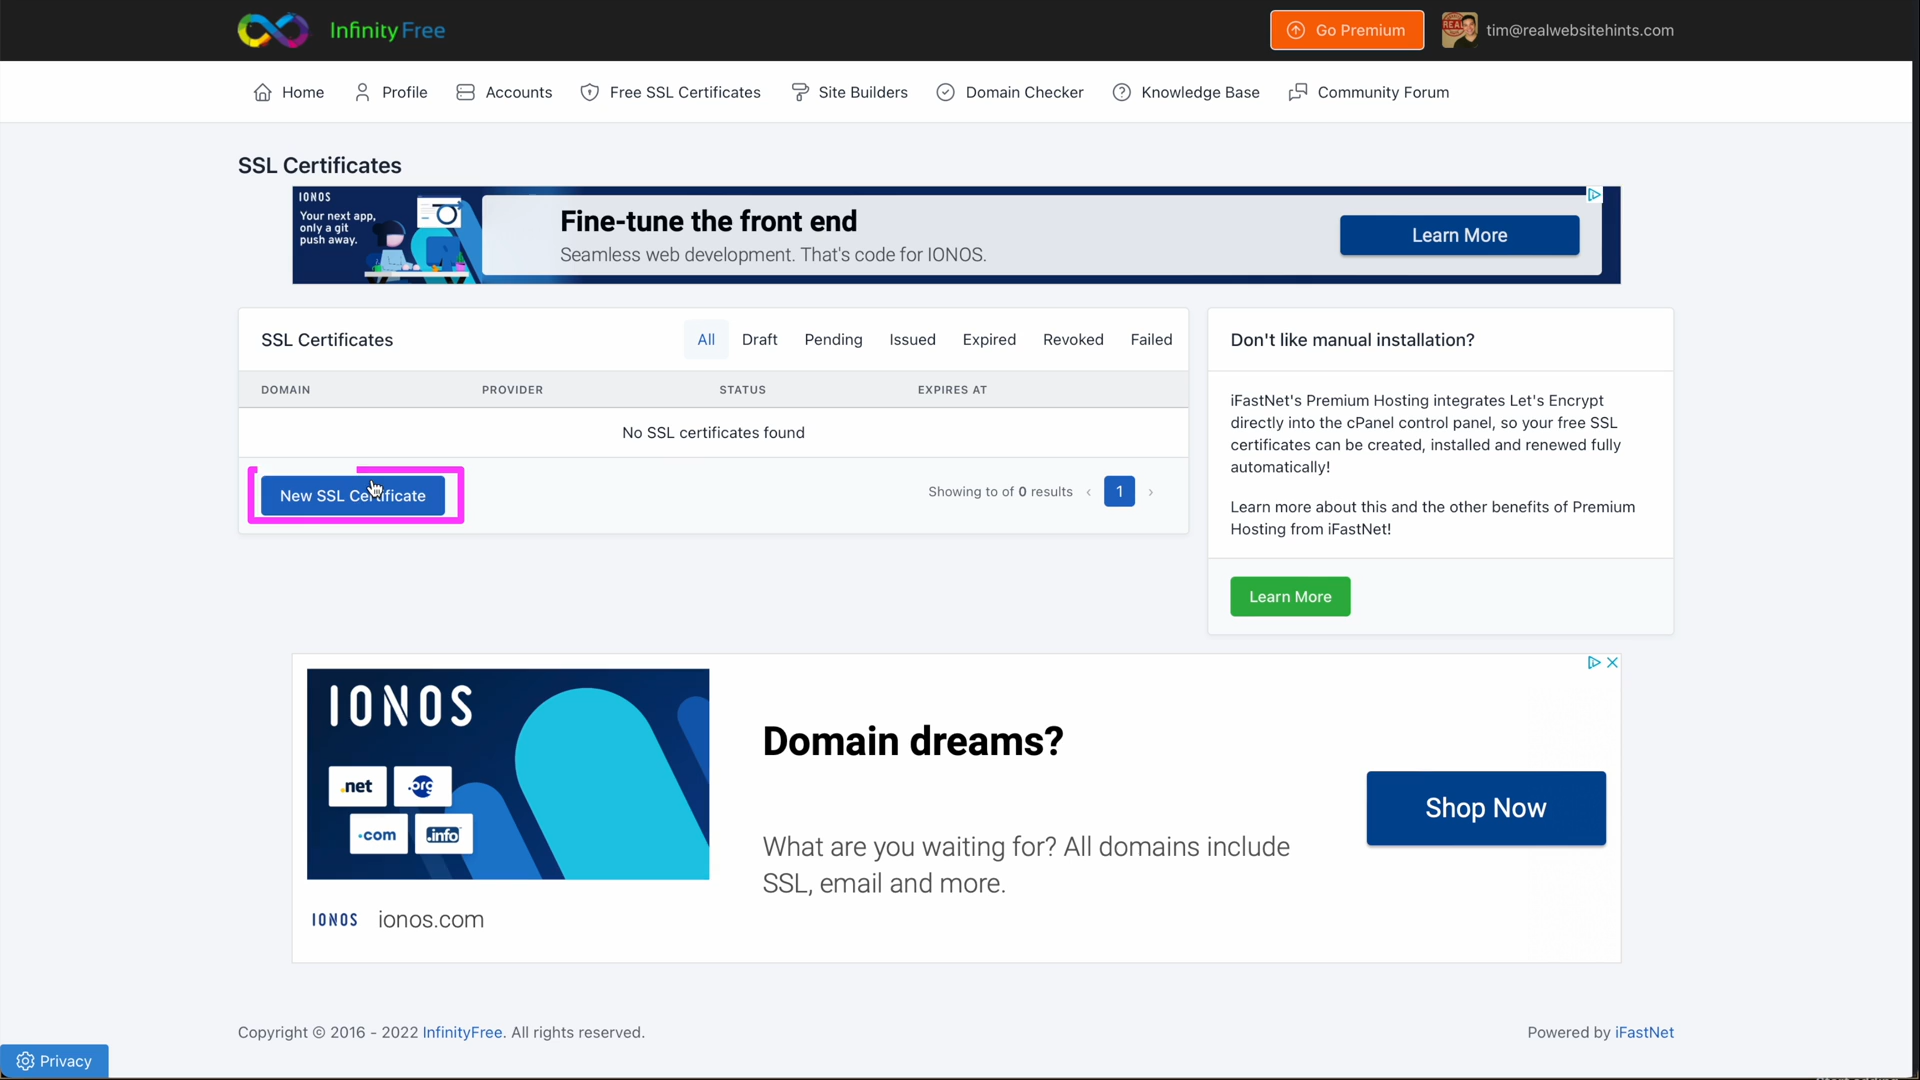 Infinity Free
Go Premium
tim@realwebsitehints.com
Home
Profile
Accounts
Free SSL Certificates
Site Builders
Domain Checker
Knowledge Base
Community Forum
SSL Certificates
IONOS
Your next app,
only a git
push away.
Fine-tune the front end
Seamless web development. That's code for IONOS.
Learn More
SSL Certificates
All
Draft
Pending
Issued
Expired
Revoked
Failed
DOMAIN
PROVIDER
STATUS
EXPIRES AT
No SSL certificates found
New SSL Certificate
Showing to of 0 results
‹
1
›
Don't like manual installation?
iFastNet's Premium Hosting integrates Let's Encrypt
directly into the cPanel control panel, so your free SSL
certificates can be created, installed and renewed fully
automatically!
Learn more about this and the other benefits of Premium
Hosting from iFastNet!
Learn More
IONOS
.net
.org
.com
.info
IONOS
ionos.com
Domain dreams?
What are you waiting for? All domains include
SSL, email and more.
Shop Now
Copyright © 2016 - 2022 InfinityFree. All rights reserved.
Powered by iFastNet
Privacy